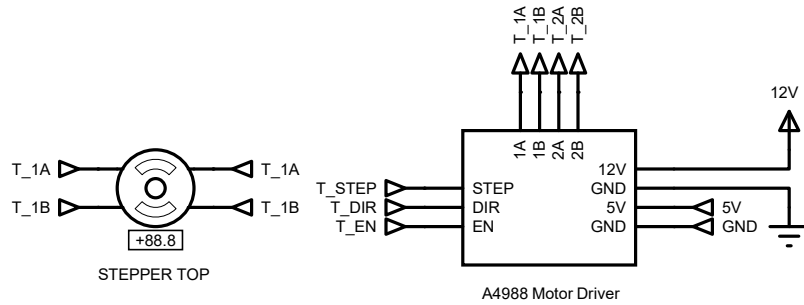 T_1A
T_1B
T_2A
T_2B
12V
1A
1B
2A
2B
T_1A
T_1A
12V
T_STEP
STEP
GND
T_1B
T_1B
T_DIR
DIR
5V
5V
T_EN
EN
GND
GND
+88.8
STEPPER TOP
A4988 Motor Driver